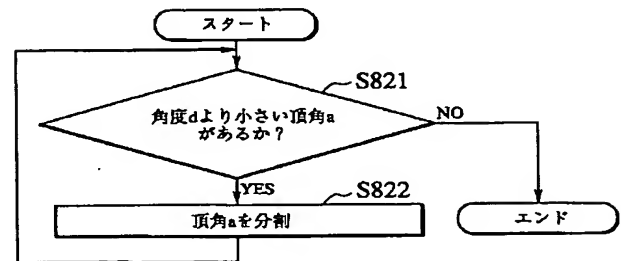 スタート
S821
角度dより小さい頂角a
があるか?
NO
YES
S822
頂角aを分割
エンド